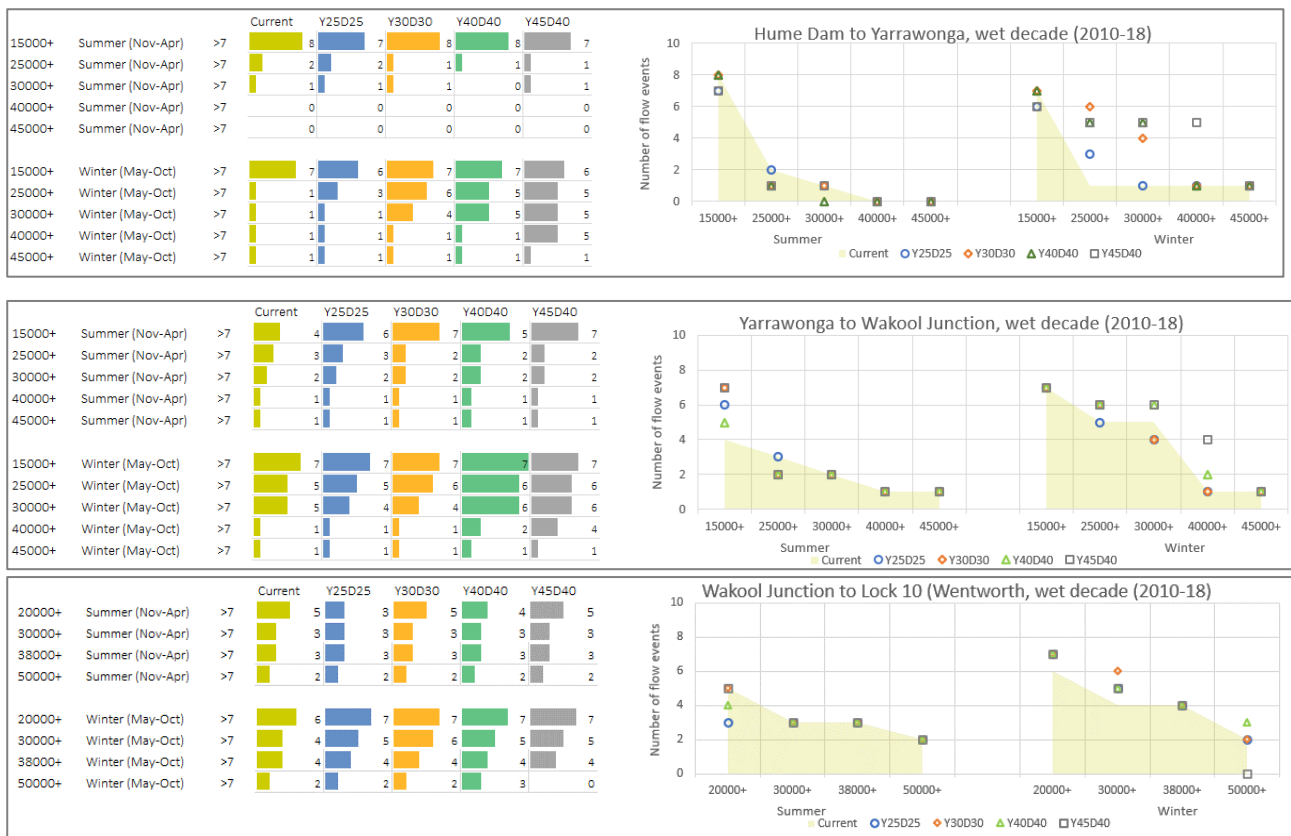 Current Y25D25 Y30D30 Y40D40 Y45D40
15000+ Summer (Nov-Apr) >7 8 7 8 8 7
25000+ Summer (Nov-Apr) >7 2 2 1 1 1
30000+ Summer (Nov-Apr) >7 1 1 1 0 1
40000+ Summer (Nov-Apr) >7 0 0 0 0 0
45000+ Summer (Nov-Apr) >7 0 0 0 0 0
15000+ Winter (May-Oct) >7 7 6 7 7 6
25000+ Winter (May-Oct) >7 1 3 6 5 5
30000+ Winter (May-Oct) >7 1 1 4 5 5
40000+ Winter (May-Oct) >7 1 1 1 1 5
45000+ Winter (May-Oct) >7 1 1 1 1 1
Hume Dam to Yarrawonga, wet decade (2010-18)
Number of flow events
10
8
6
4
2
0
15000+ 25000+ 30000+ 40000+ 45000+ 15000+ 25000+ 30000+ 40000+ 45000+
Summer Winter
Current Y25D25 Y30D30 Y40D40 Y45D40
Current Y25D25 Y30D30 Y40D40 Y45D40
15000+ Summer (Nov-Apr) >7 4 6 7 5 7
25000+ Summer (Nov-Apr) >7 3 3 2 2 2
30000+ Summer (Nov-Apr) >7 2 2 2 2 2
40000+ Summer (Nov-Apr) >7 1 1 1 1 1
45000+ Summer (Nov-Apr) >7 1 1 1 1 1
15000+ Winter (May-Oct) >7 7 7 7 7 7
25000+ Winter (May-Oct) >7 5 5 6 6 6
30000+ Winter (May-Oct) >7 5 4 4 6 6
40000+ Winter (May-Oct) >7 1 1 1 2 4
45000+ Winter (May-Oct) >7 1 1 1 1 1
Yarrawonga to Wakool Junction, wet decade (2010-18)
Number of flow events
10
8
6
4
2
0
15000+ 25000+ 30000+ 40000+ 45000+ 15000+ 25000+ 30000+ 40000+ 45000+
Summer Winter
Current Y25D25 Y30D30 Y40D40 Y45D40
Current Y25D25 Y30D30 Y40D40 Y45D40
20000+ Summer (Nov-Apr) >7 5 3 5 4 5
30000+ Summer (Nov-Apr) >7 3 3 3 3 3
38000+ Summer (Nov-Apr) >7 3 3 3 3 3
50000+ Summer (Nov-Apr) >7 2 2 2 2 2
20000+ Winter (May-Oct) >7 6 7 7 7 7
30000+ Winter (May-Oct) >7 4 5 6 5 5
38000+ Winter (May-Oct) >7 4 4 4 4 4
50000+ Winter (May-Oct) >7 2 2 2 3 0
Wakool Junction to Lock 10 (Wentworth, wet decade (2010-18)
Number of flow events
10
8
6
4
2
0
20000+ 30000+ 38000+ 50000+ 20000+ 30000+ 38000+ 50000+
Summer Winter
Current Y25D25 Y30D30 Y40D40 Y45D40